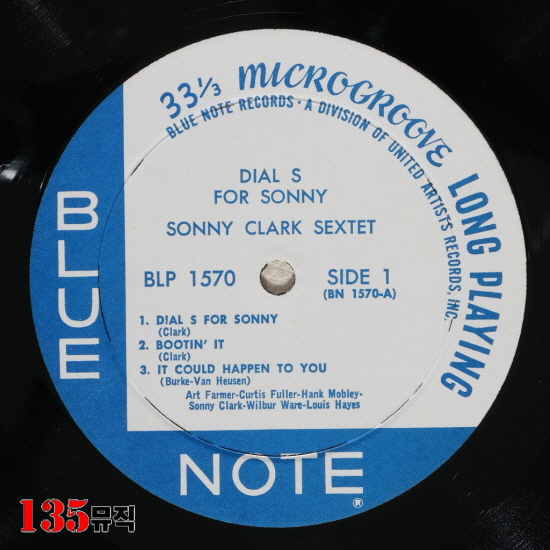 33⅓ MICROGROOVE LONG PLAYING
BLUE NOTE RECORDS • A DIVISION OF UNITED ARTISTS RECORDS, INC.
DIAL S
FOR SONNY
SONNY CLARK SEXTET
BLP 1570
SIDE 1
(BN 1570-A)
1. DIAL S FOR SONNY
(Clark)
2. BOOTIN' IT
(Clark)
3. IT COULD HAPPEN TO YOU
(Burke-Van Heusen)
Art Farmer-Curtis Fuller-Hank Mobley-
Sonny Clark-Wilbur Ware-Louis Hayes
BLUE
NOTE®
135뮤직